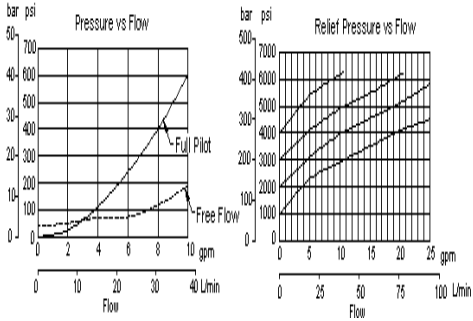 bar psi
Pressure vs Flow
50 700
40 600
500
30 400
20 300
200
10 100
0 0
Full Pilot
Free Flow
0 2 4 6 8 10 gpm
0 10 20 30 40 L/min
Flow
bar psi
Relief Pressure vs Flow
500 7000
400 6000
5000
300 4000
200 3000
2000
100 1000
0 0
0 5 10 15 20 25 gpm
0 25 50 75 100 L/min
Flow